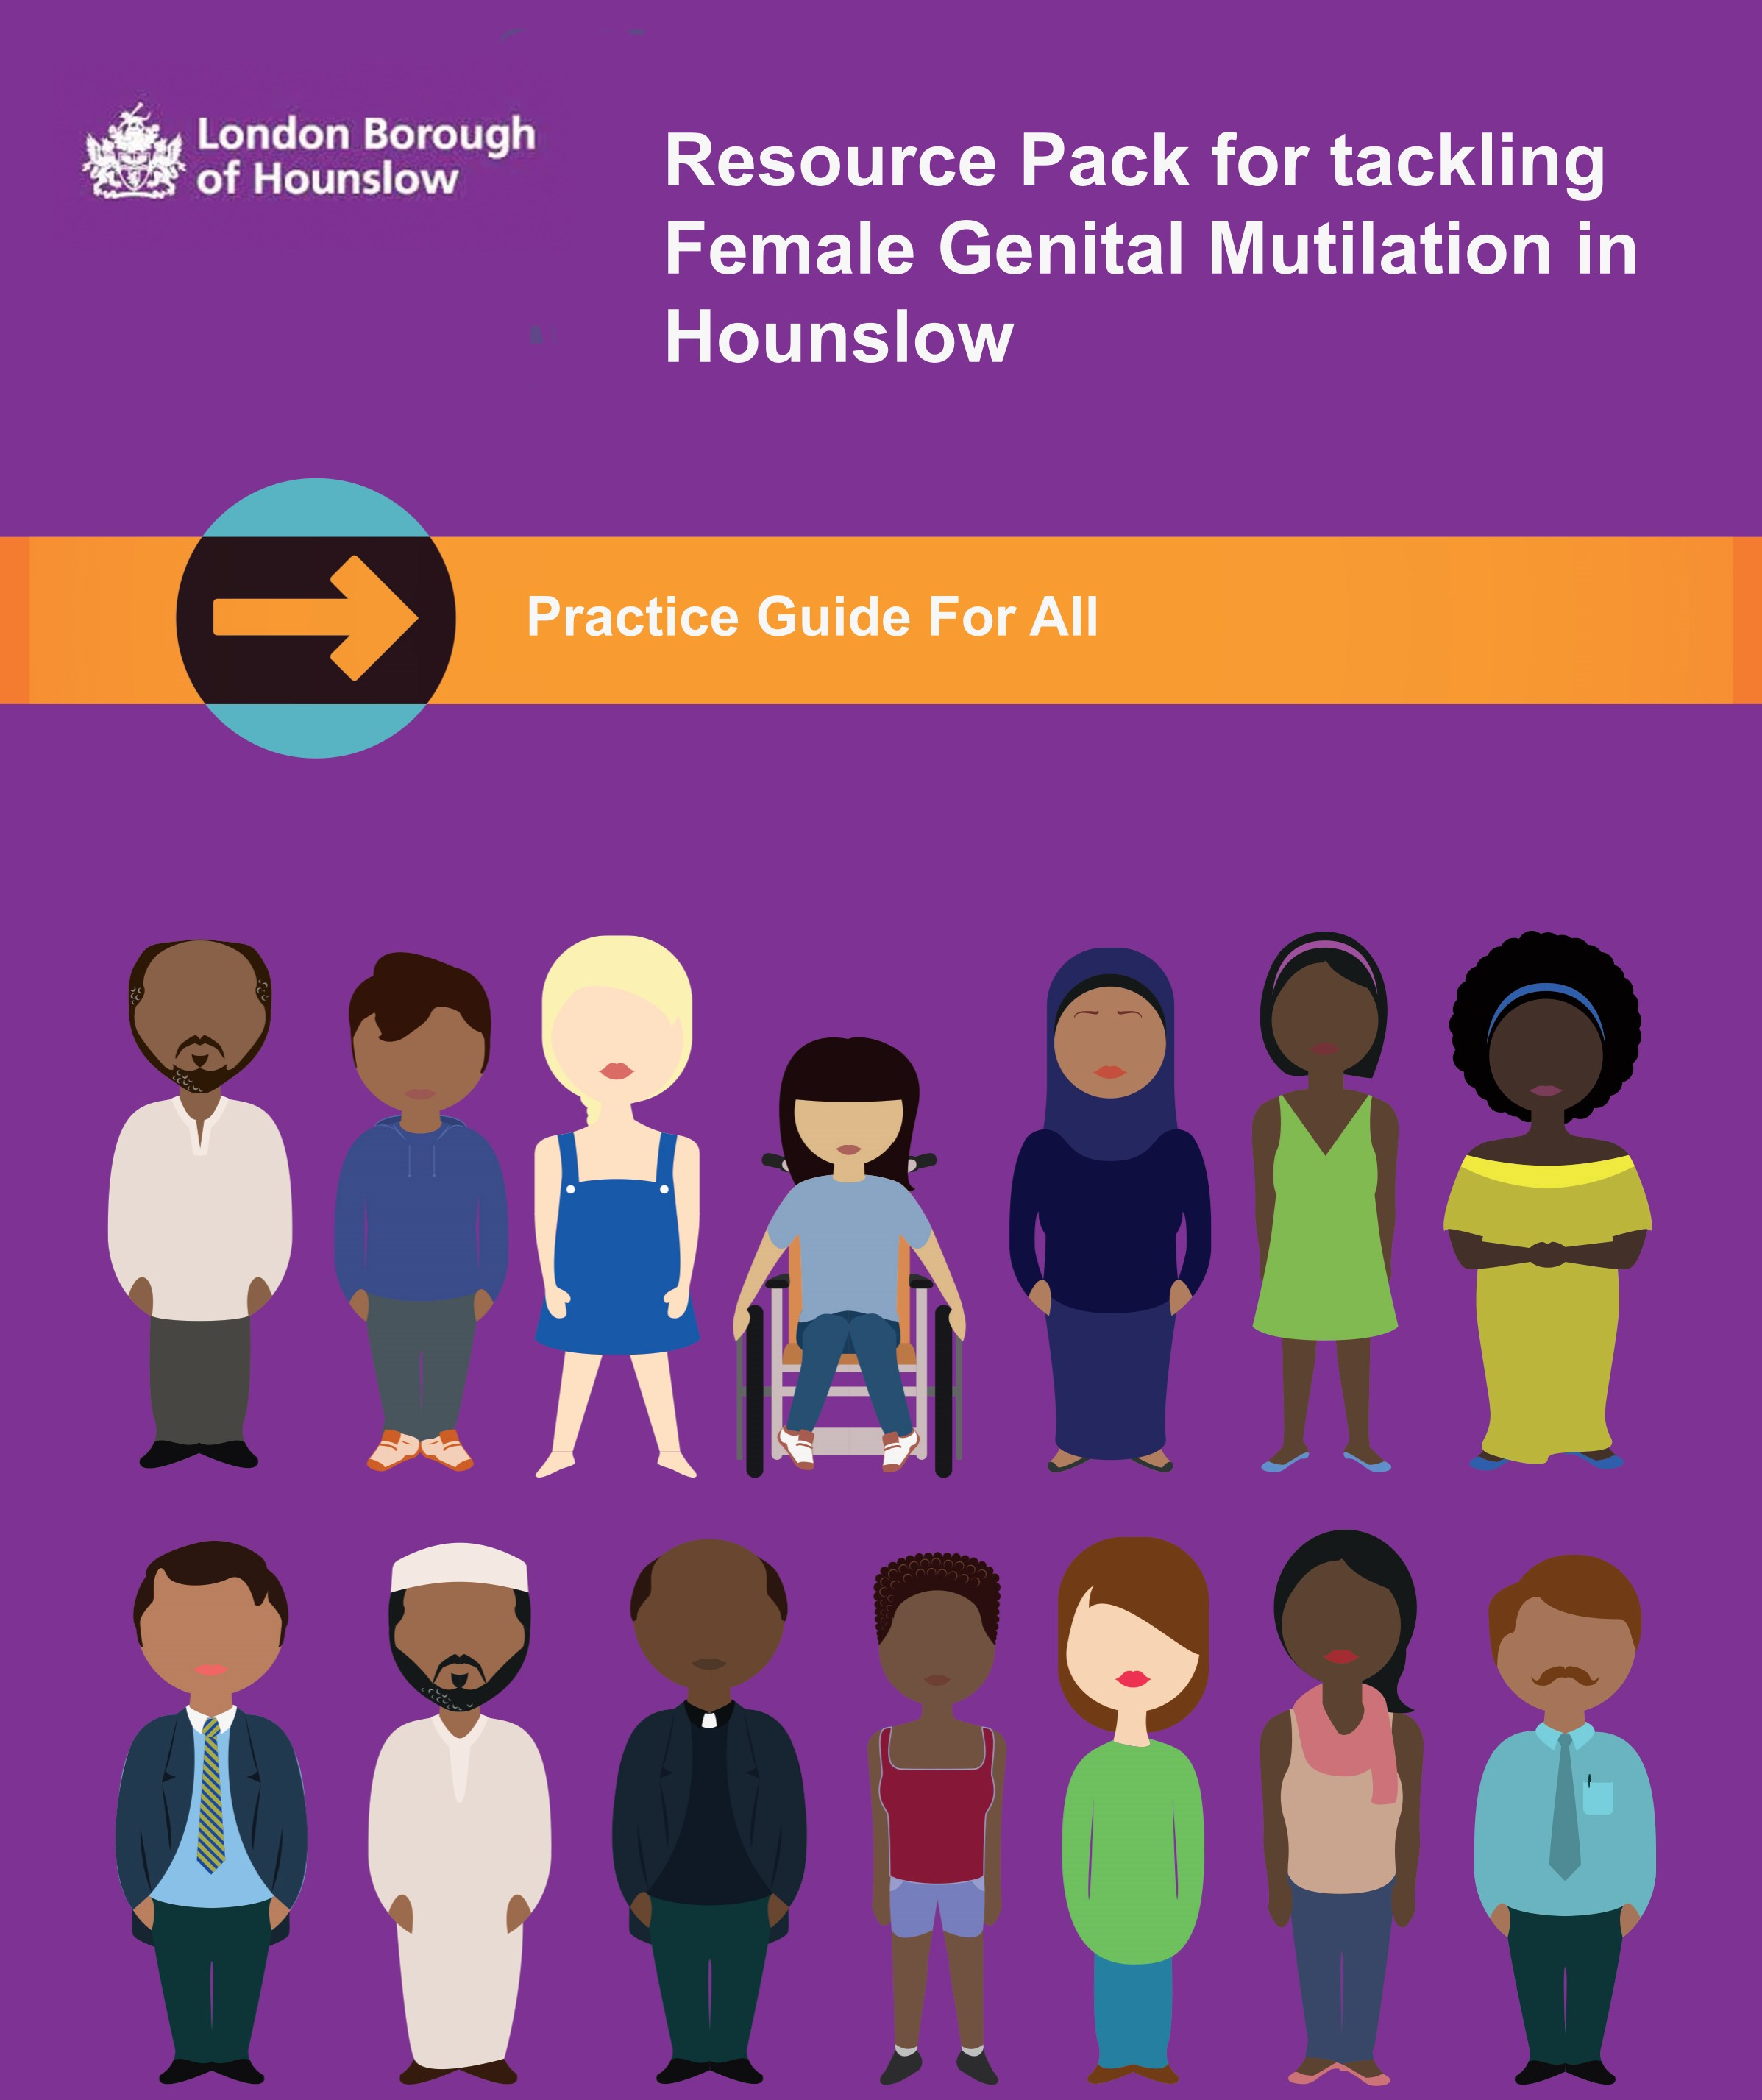 London Borough
of Hounslow
Resource Pack for tackling
Female Genital Mutilation in
Hounslow
Practice Guide For All